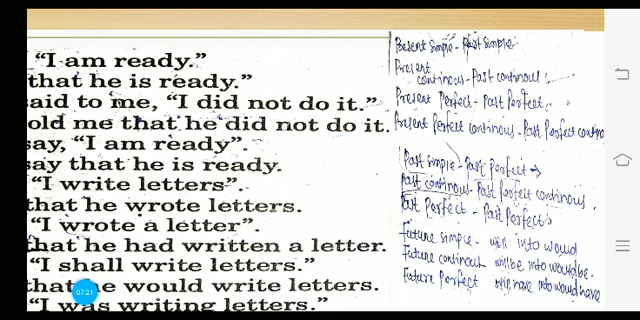 "I am ready."
that he is ready."
said to me, "I did not do it."
old me that he did not do it.
say, "I am ready".
say that he is ready.
"I write letters".
that he wrote letters.
"I wrote a letter".
that he had written a letter.
"I shall write letters."
that he would write letters.
"I was writing letters."
07:21
Present Simple - Past Simple
Present
continous - Past continous
Present Perfect - Past Perfect
Present Perfect continous - Past Perfect contino
Past Simple - Past Perfect
Past continous - Past Perfect continous.
Past Perfect - Past Perfect
Future Simple - will into would
Future continous will be into would be.
Future Perfect will have into would have